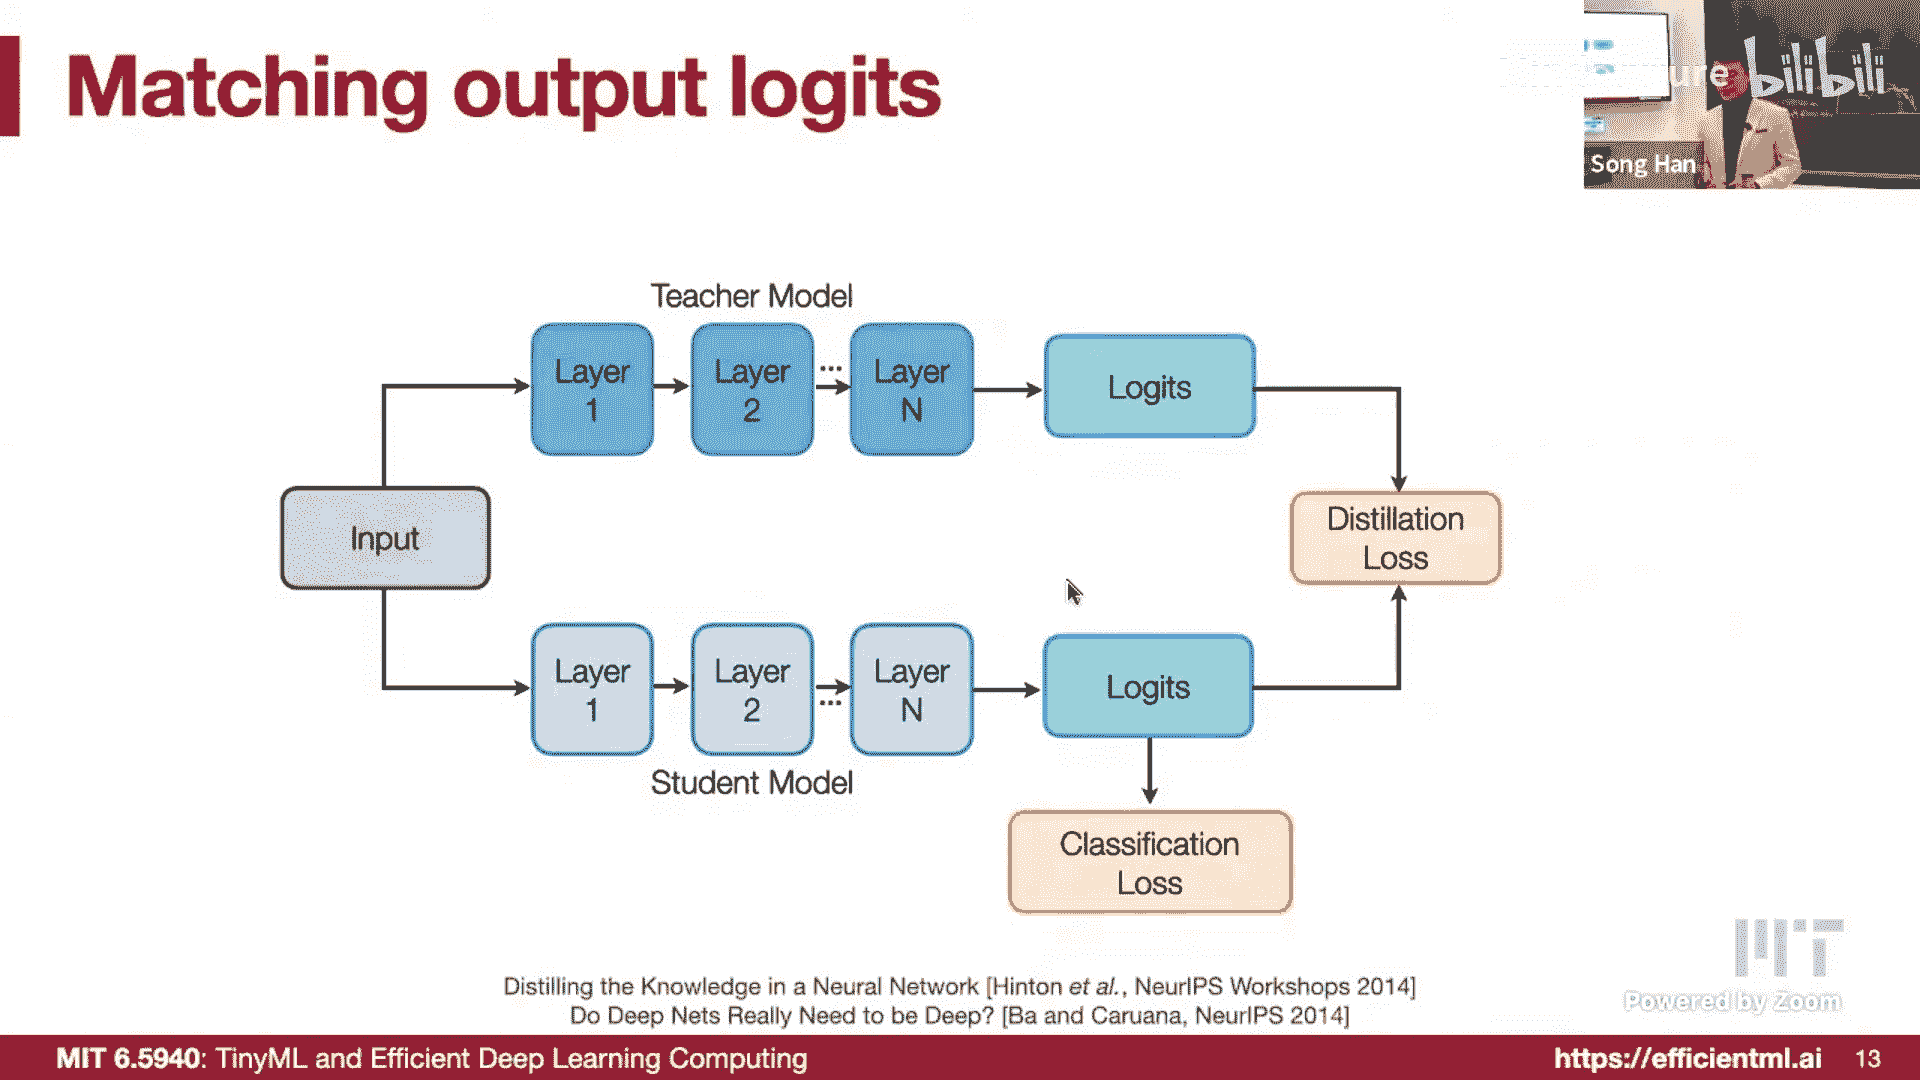 Matching output logits
bilibili
Song Han
Teacher Model
Layer
1
Layer
2
...
Layer
N
Logits
Input
Distillation
Loss
Layer
1
Layer
2
...
Layer
N
Logits
Student Model
Classification
Loss
Distilling the Knowledge in a Neural Network [Hinton et al., NeurIPS Workshops 2014]
Do Deep Nets Really Need to be Deep? [Ba and Caruana, NeurIPS 2014]
MIT
Powered by Zoom
MIT 6.5940: TinyML and Efficient Deep Learning Computing
https://efficientml.ai
13